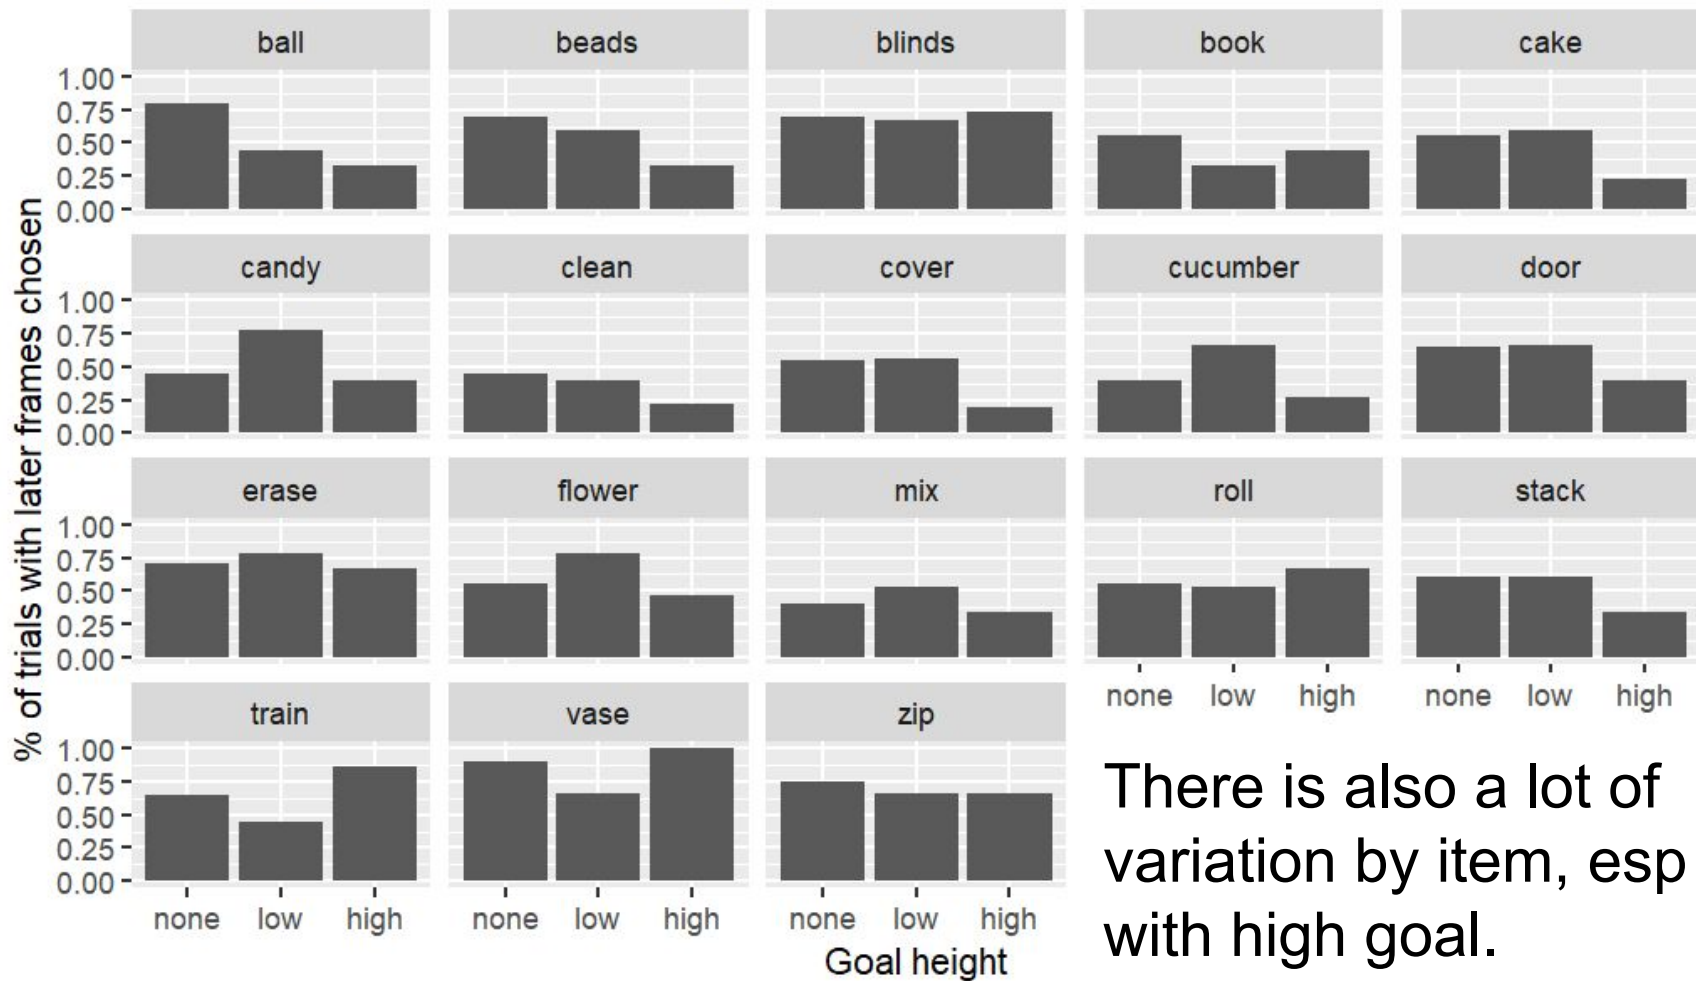 ball beads blinds book cake
1.00
0.75
0.50
0.25
0.00
candy clean cover cucumber door
1.00
0.75
0.50
0.25
0.00
erase flower mix roll stack
1.00
0.75
0.50
0.25
0.00
none low high none low high
train vase zip
1.00
0.75
0.50
0.25
0.00
none low high none low high none low high
% of trials with later frames chosen
Goal height
There is also a lot of
variation by item, esp
with high goal.